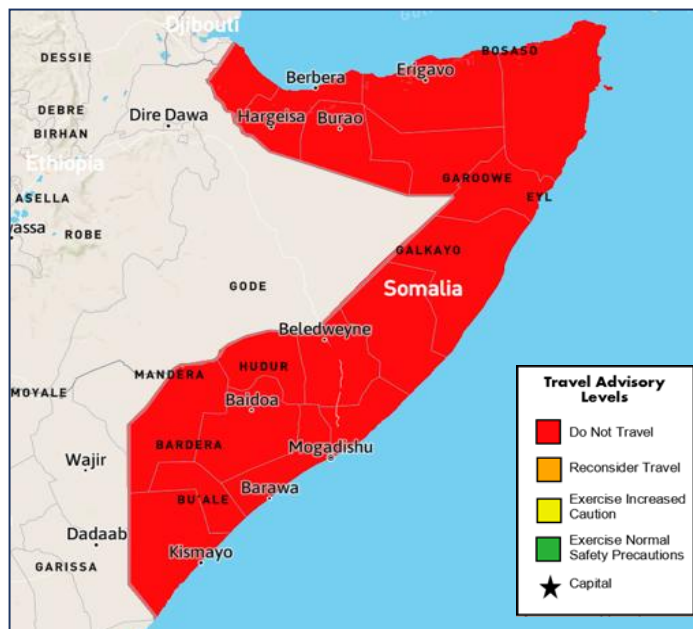 Djibouti
DESSIE
BOSASO
Berbera
Erigavo
DEBRE
BIRHAN
Dire Dawa
Hargeisa
Burao
Ethiopia
ASELLA
GAROOWE
EYL
assa
ROBE
GALKAYO
GODE
Somalia
Beledweyne
MANDERA
HUDUR
MOYALE
Baidoa
BARDERA
Wajir
Mogadishu
BU'ALE
Barawa
Dadaab
Kismayo
GARISSA
Travel Advisory
Levels
Do Not Travel
Reconsider Travel
Exercise Increased
Caution
Exercise Normal
Safety Precautions
Capital